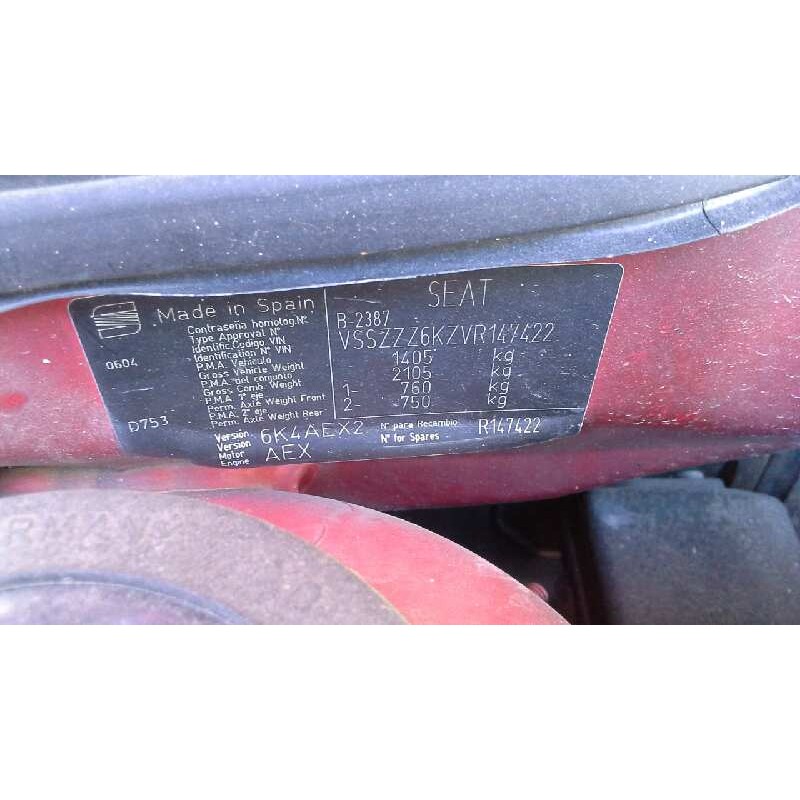 Made in Spain
SEAT
Contraseña homolog.Nº
Type Approval Nº
B-2387
Identific.Codigo VIN
Identification Nº VIN
VSSZZZ6KZVR147422
0604
P.M.A. Vehiculo
Gross Vehicle Weight
1405 kg
P.M.A. del conjunto
Gross Comb. Weight
2105 kg
P.M.A. 1º eje
Perm. Axle Weight Front
1- 760 kg
P.M.A. 2º eje
Perm. Axle Weight Rear
2- 750 kg
D753
Versión
Version
6K4AEX2
Nº para Recambio
Nº for Spares
R147422
Motor
Engine
AEX